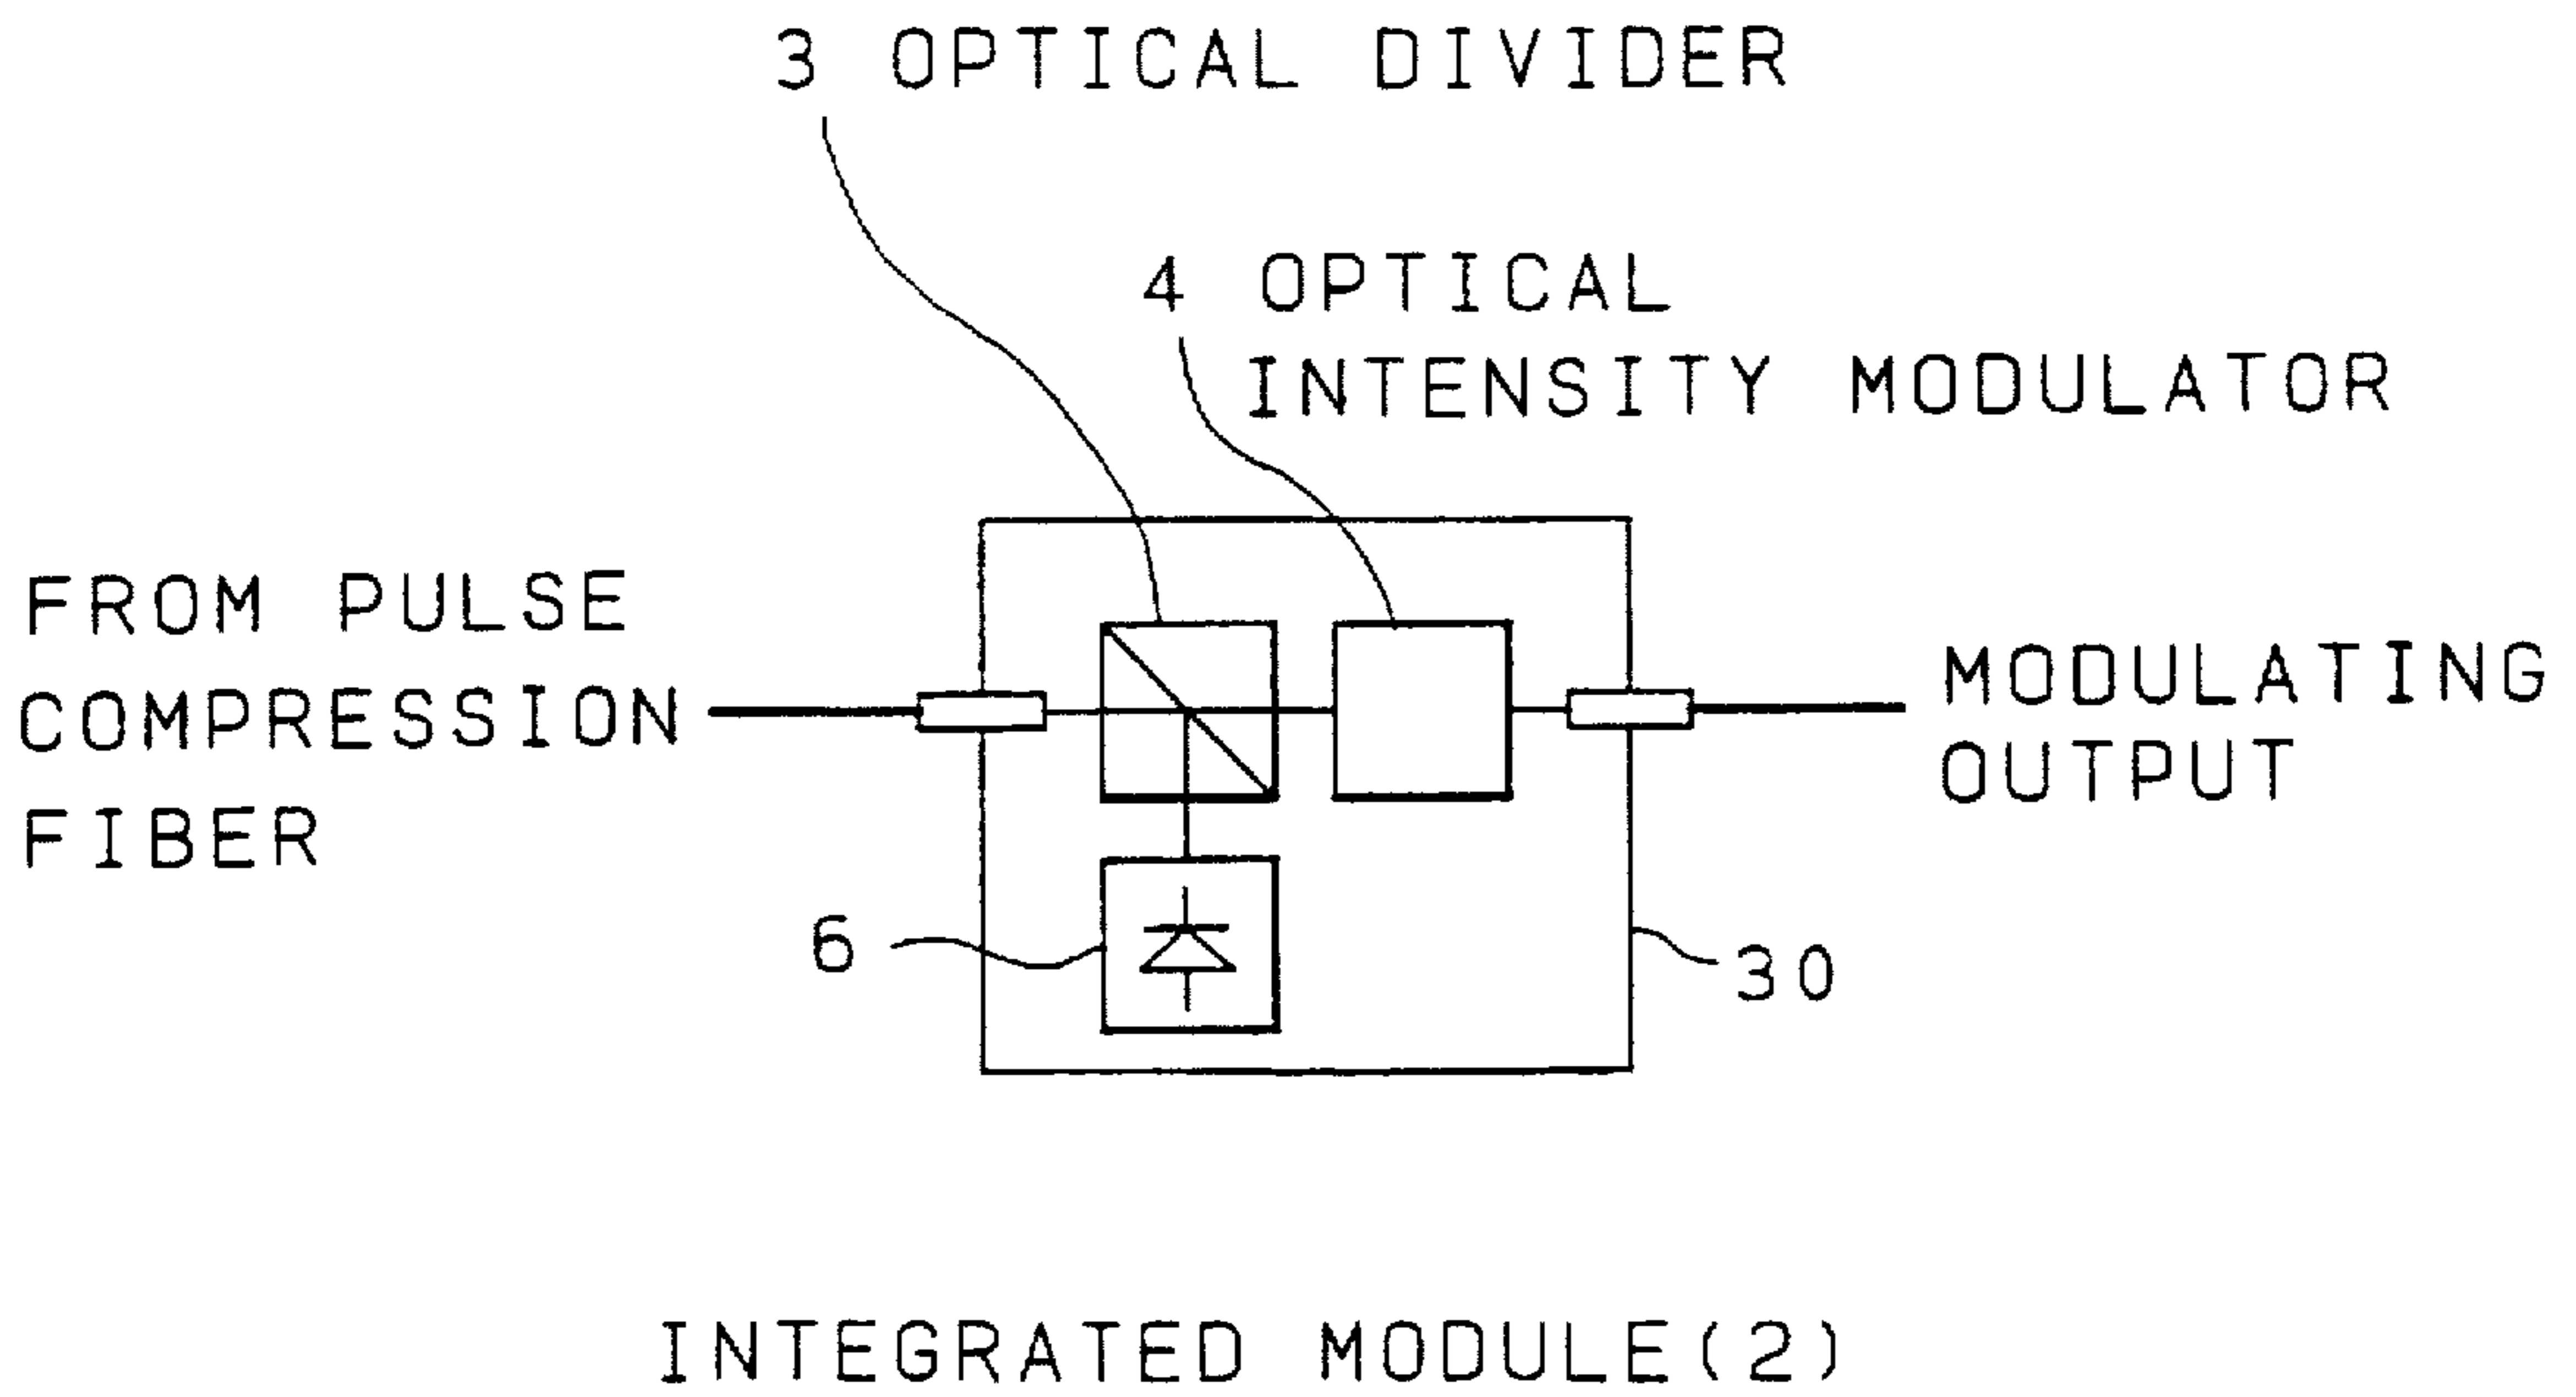 3 OPTICAL DIVIDER
4 OPTICAL
INTENSITY MODULATOR
FROM PULSE
COMPRESSION
FIBER
MODULATING
OUTPUT
6
30
INTEGRATED MODULE(2)